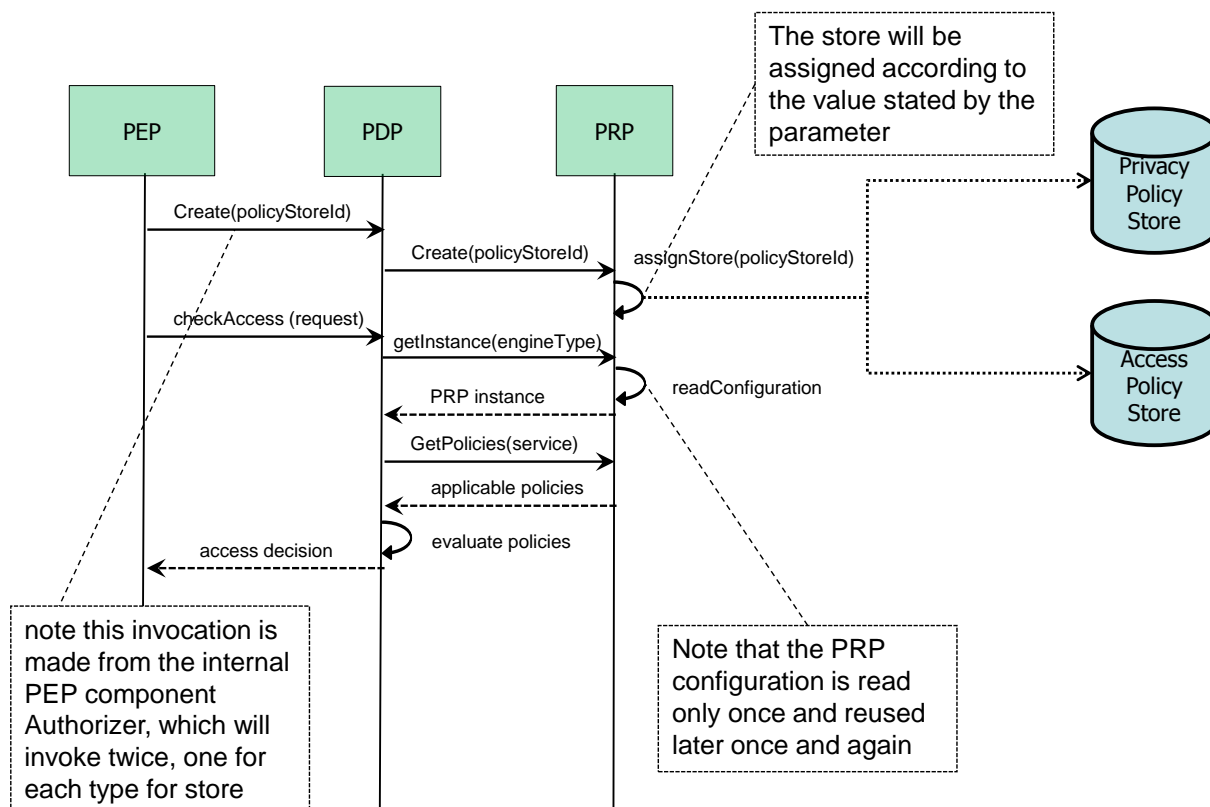 The store will be
assigned according to
the value stated by the
parameter
PEP
PDP
PRP
Privacy
Policy
Store
Create(policyStoreId)
Create(policyStoreId)
assignStore(policyStoreId)
checkAccess (request)
getInstance(engineType)
Access
Policy
Store
readConfiguration
PRP instance
GetPolicies(service)
applicable policies
evaluate policies
access decision
note this invocation is
made from the internal
PEP component
Authorizer, which will
invoke twice, one for
each type for store
Note that the PRP
configuration is read
only once and reused
later once and again